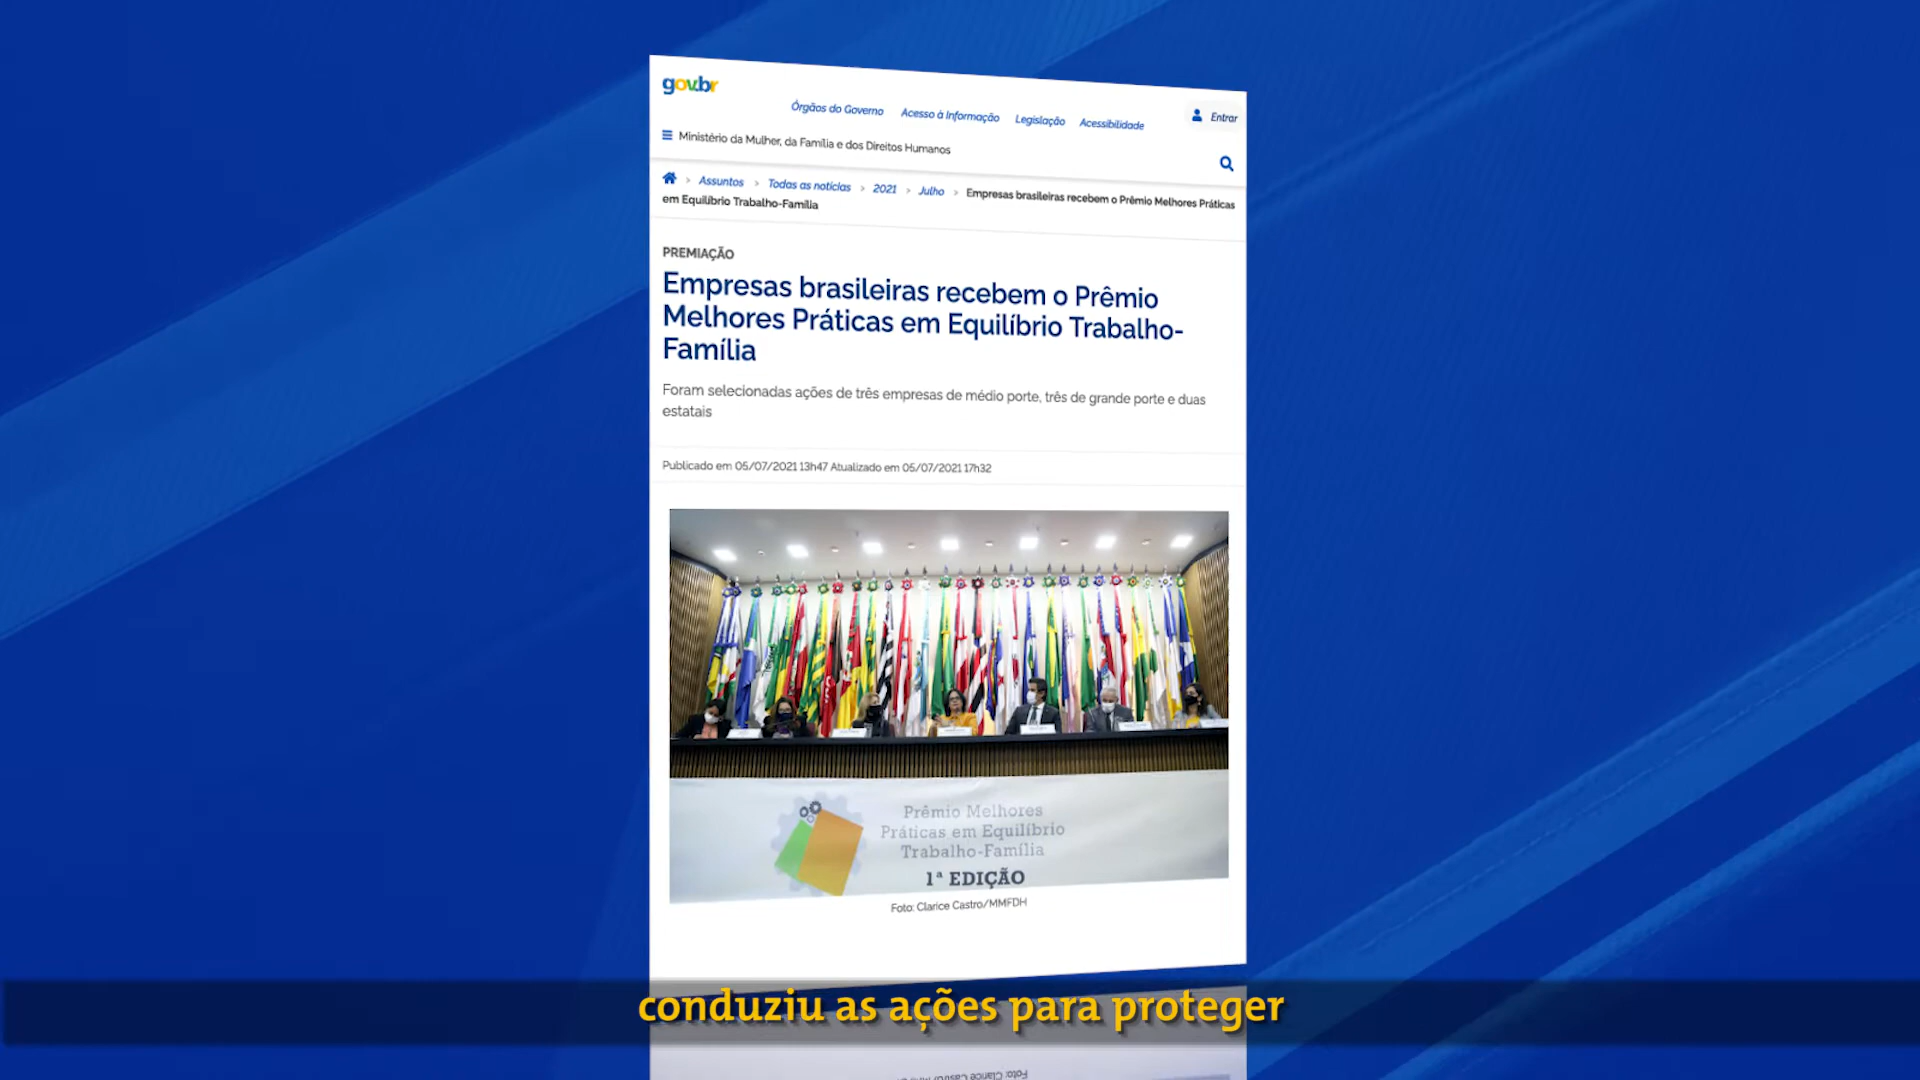 gov.br
Órgãos do Governo Acesso à Informação Legislação Acessibilidade Entrar
Ministério da Mulher, da Família e dos Direitos Humanos
Assuntos > Todas as notícias > 2021 > Julho > Empresas brasileiras recebem o Prêmio Melhores Práticas
em Equilíbrio Trabalho-Família
PREMIAÇÃO
Empresas brasileiras recebem o Prêmio
Melhores Práticas em Equilíbrio Trabalho-
Família
Foram selecionadas ações de três empresas de médio porte, três de grande porte e duas
estatais
Publicado em 05/07/2021 13h47 Atualizado em 05/07/2021 17h32
Prêmio Melhores
Práticas em Equilíbrio
Trabalho-Família
1ª EDIÇÃO
Foto: Clarice Castro/MMFDH
conduziu as ações para proteger